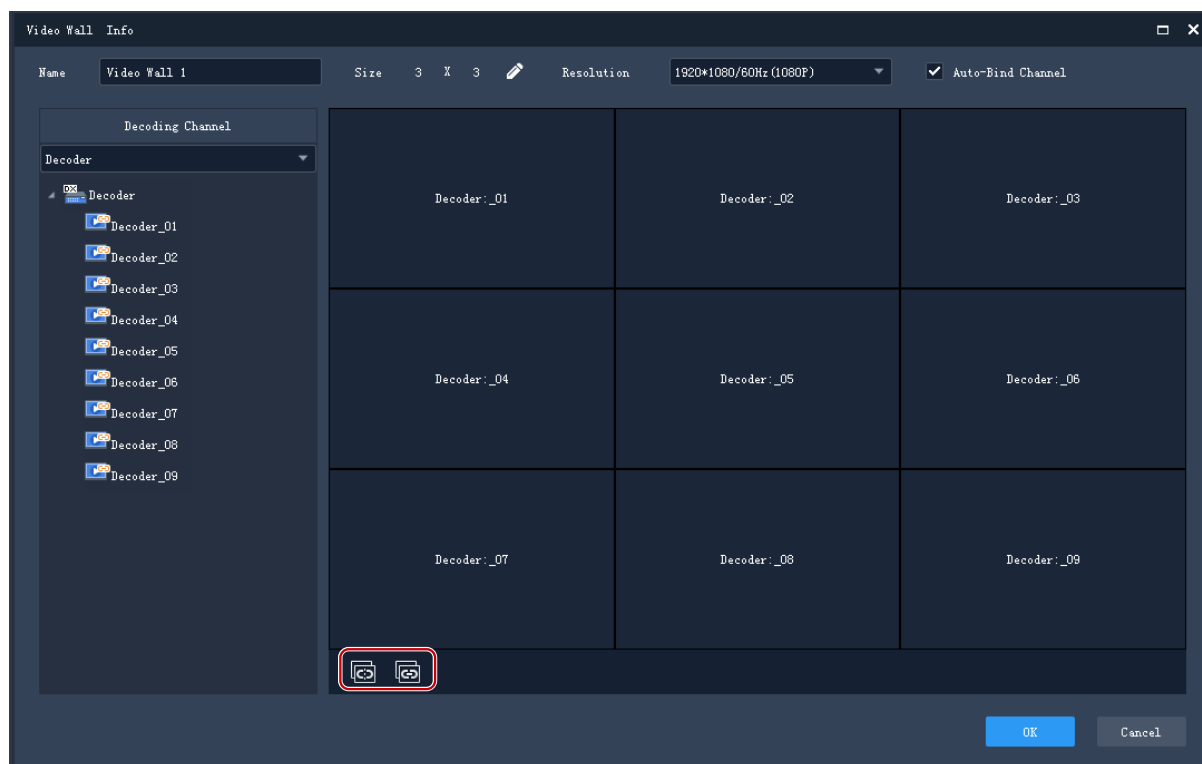 Video Wall Info
Name Video Wall 1 Size 3 X 3 Resolution 1920*1080/60Hz(1080P) Auto-Bind Channel
Decoding Channel
Decoder
DX Decoder
Decoder_01
Decoder_02
Decoder_03
Decoder_04
Decoder_05
Decoder_06
Decoder_07
Decoder_08
Decoder_09
Decoder:_01 Decoder:_02 Decoder:_03
Decoder:_04 Decoder:_05 Decoder:_06
Decoder:_07 Decoder:_08 Decoder:_09
OK Cancel